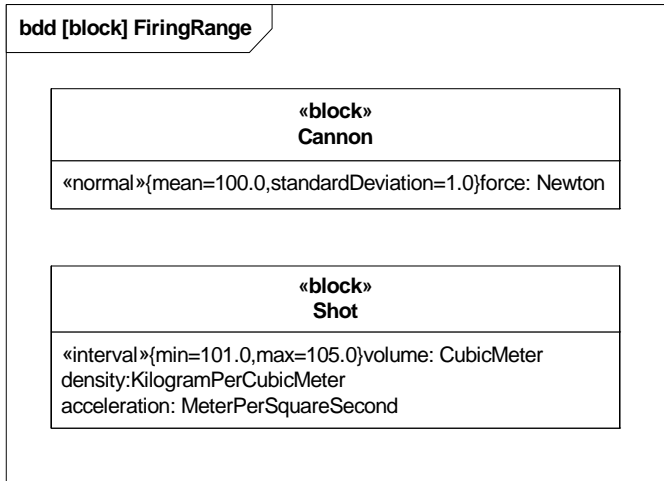 bdd [block] FiringRange
«block»
Cannon
«normal»{mean=100.0,standardDeviation=1.0}force: Newton
«block»
Shot
«interval»{min=101.0,max=105.0}volume: CubicMeter
density:KilogramPerCubicMeter
acceleration: MeterPerSquareSecond